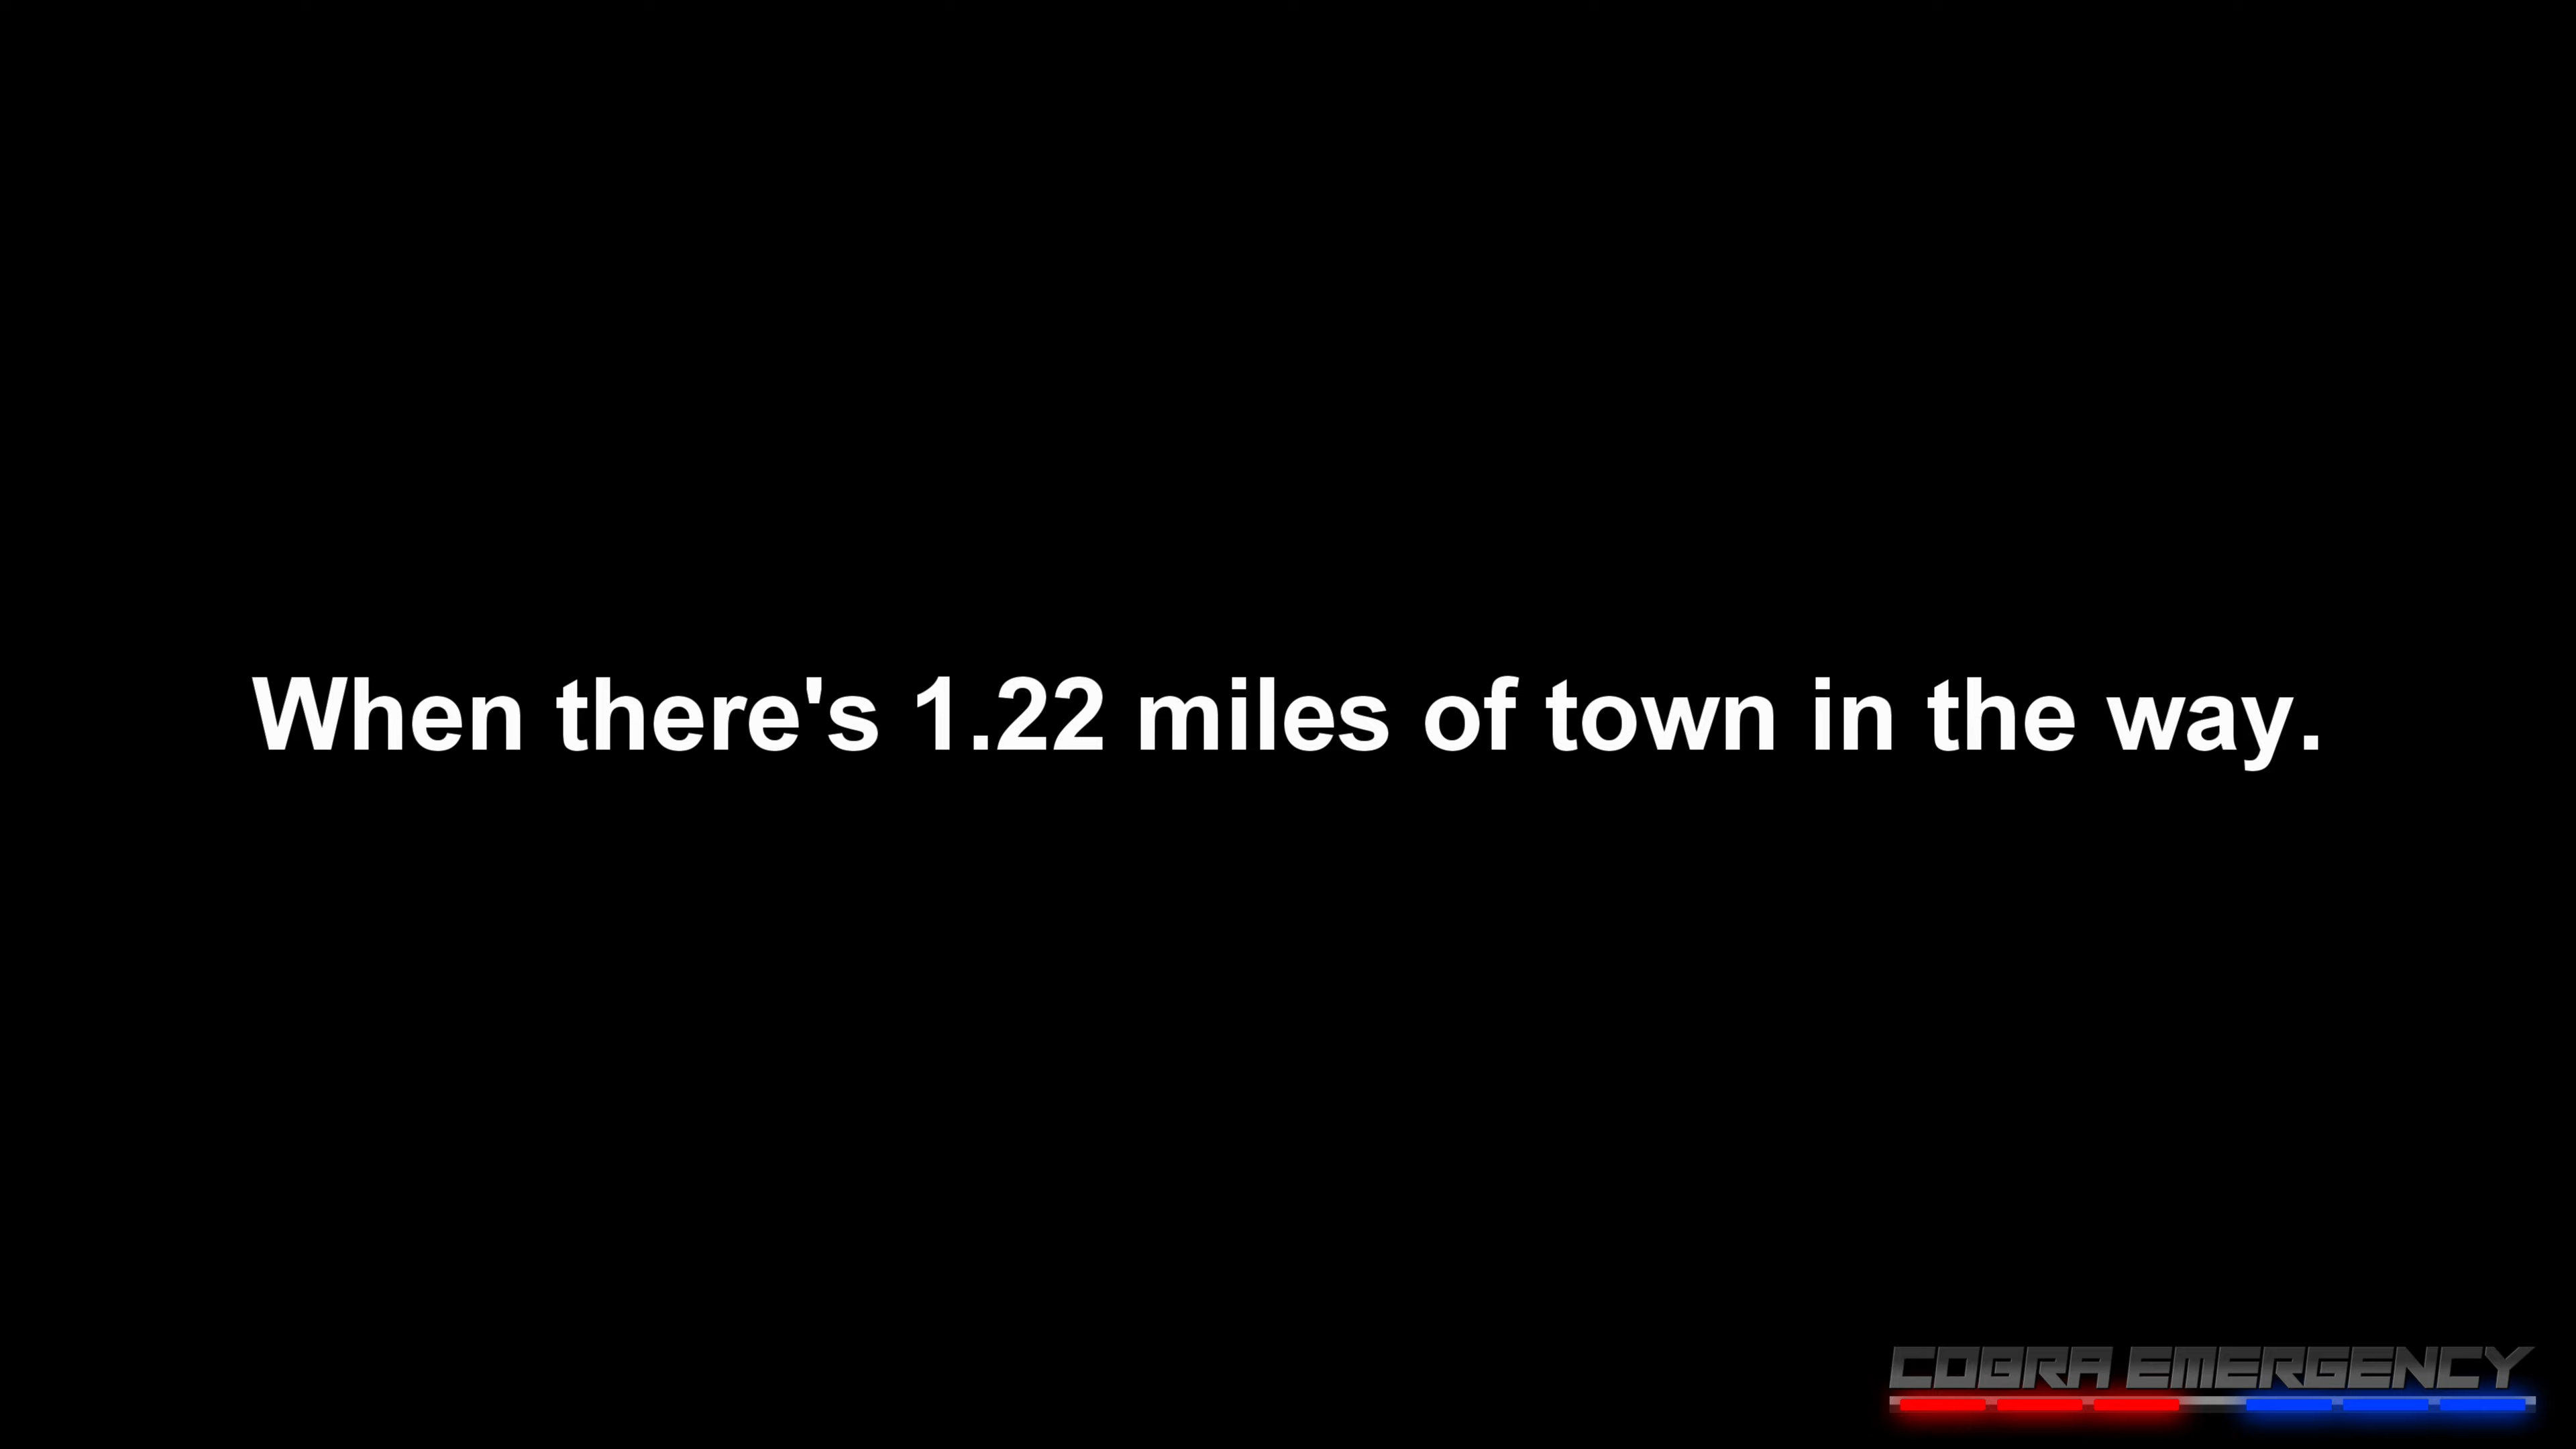 When there's 1.22 miles of town in the way.
COBRA EMERGENCY